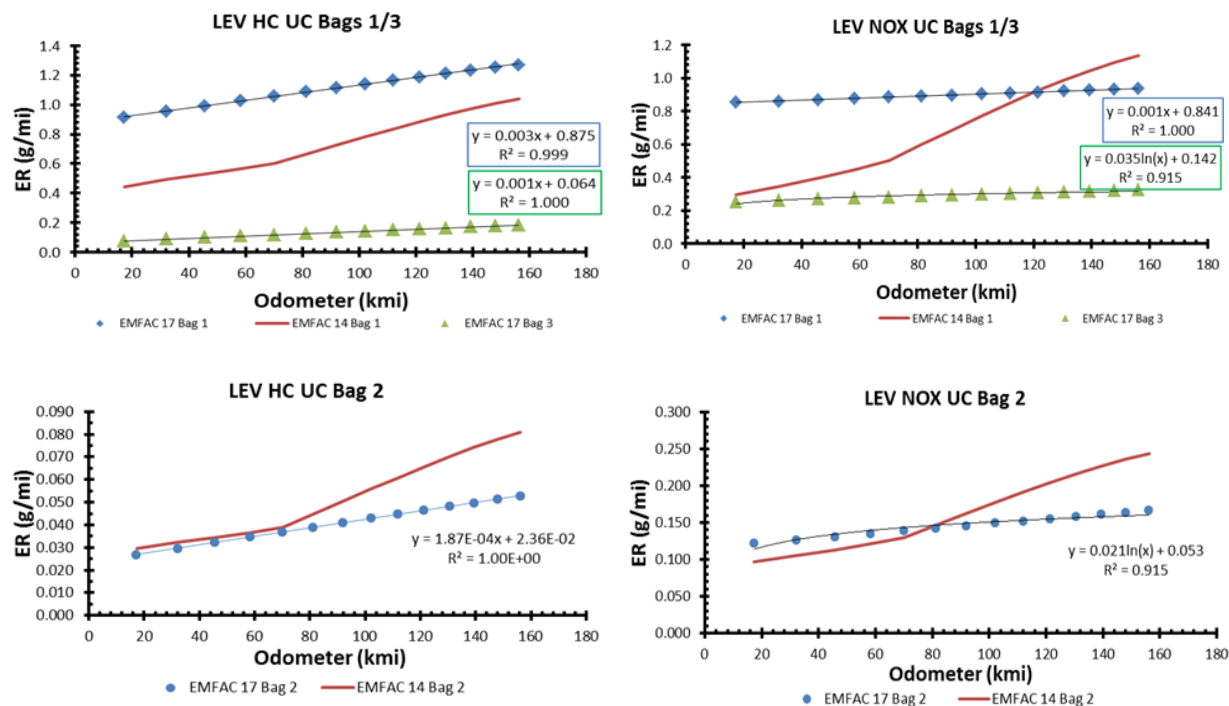 LEV HC UC Bags 1/3
ER (g/mi)
1.4
1.2
1.0
0.8
0.6
0.4
0.2
0.0
y = 0.003x + 0.875
R² = 0.999
y = 0.001x + 0.064
R² = 1.000
0 20 40 60 80 100 120 140 160 180
Odometer (kmi)
EMFAC 17 Bag 1 EMFAC 14 Bag 1 EMFAC 17 Bag 3
LEV NOX UC Bags 1/3
ER (g/mi)
1.2
1.0
0.8
0.6
0.4
0.2
0.0
y = 0.001x + 0.841
R² = 1.000
y = 0.035ln(x) + 0.142
R² = 0.915
0 20 40 60 80 100 120 140 160 180
Odometer (kmi)
EMFAC 17 Bag 1 EMFAC 14 Bag 1 EMFAC 17 Bag 3
LEV HC UC Bag 2
ER (g/mi)
0.090
0.080
0.070
0.060
0.050
0.040
0.030
0.020
0.010
0.000
y = 1.87E-04x + 2.36E-02
R² = 1.00E+00
0 20 40 60 80 100 120 140 160 180
Odometer (kmi)
EMFAC 17 Bag 2 EMFAC 14 Bag 2
LEV NOX UC Bag 2
ER (g/mi)
0.300
0.250
0.200
0.150
0.100
0.050
0.000
y = 0.021ln(x) + 0.053
R² = 0.915
0 20 40 60 80 100 120 140 160 180
Odometer (kmi)
EMFAC 17 Bag 2 EMFAC 14 Bag 2